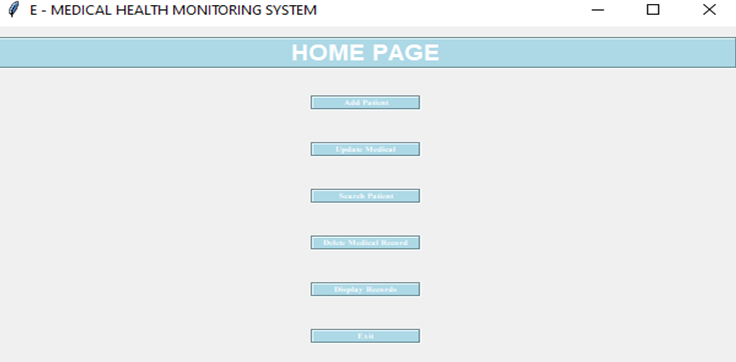 E - MEDICAL HEALTH MONITORING SYSTEM
HOME PAGE
Add Patient
Update Medical
Search Patient
Delete Medical Record
Display Records
Exit